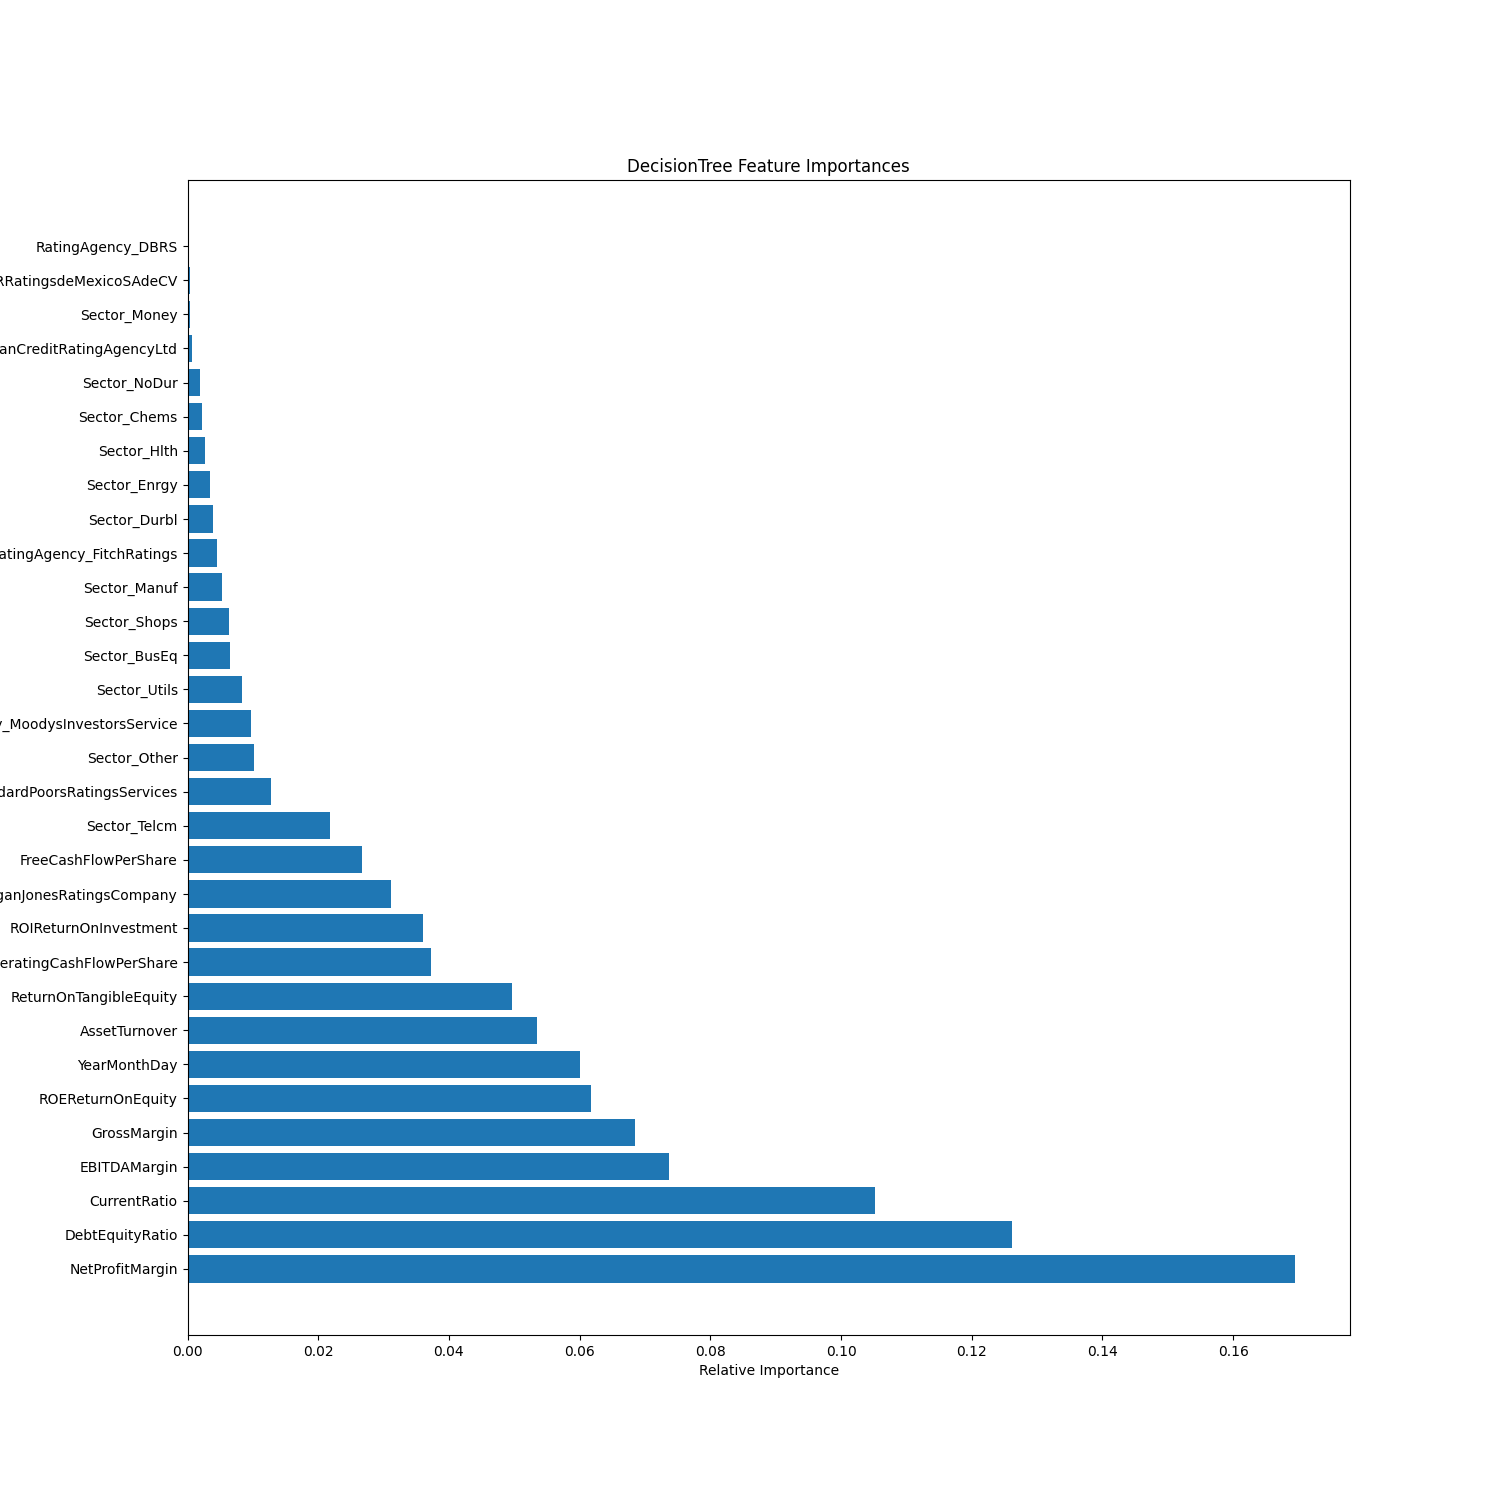 DecisionTree Feature Importances
RatingAgency_DBRS
RRatingsdeMexicoSAdeCV
Sector_Money
anCreditRatingAgencyLtd
Sector_NoDur
Sector_Chems
Sector_Hlth
Sector_Enrgy
Sector_Durbl
atingAgency_FitchRatings
Sector_Manuf
Sector_Shops
Sector_BusEq
Sector_Utils
y_MoodysInvestorsService
Sector_Other
dardPoorsRatingsServices
Sector_Telcm
FreeCashFlowPerShare
ganJonesRatingsCompany
ROIReturnOnInvestment
eratingCashFlowPerShare
ReturnOnTangibleEquity
AssetTurnover
YearMonthDay
ROEReturnOnEquity
GrossMargin
EBITDAMargin
CurrentRatio
DebtEquityRatio
NetProfitMargin
0.00 0.02 0.04 0.06 0.08 0.10 0.12 0.14 0.16
Relative Importance